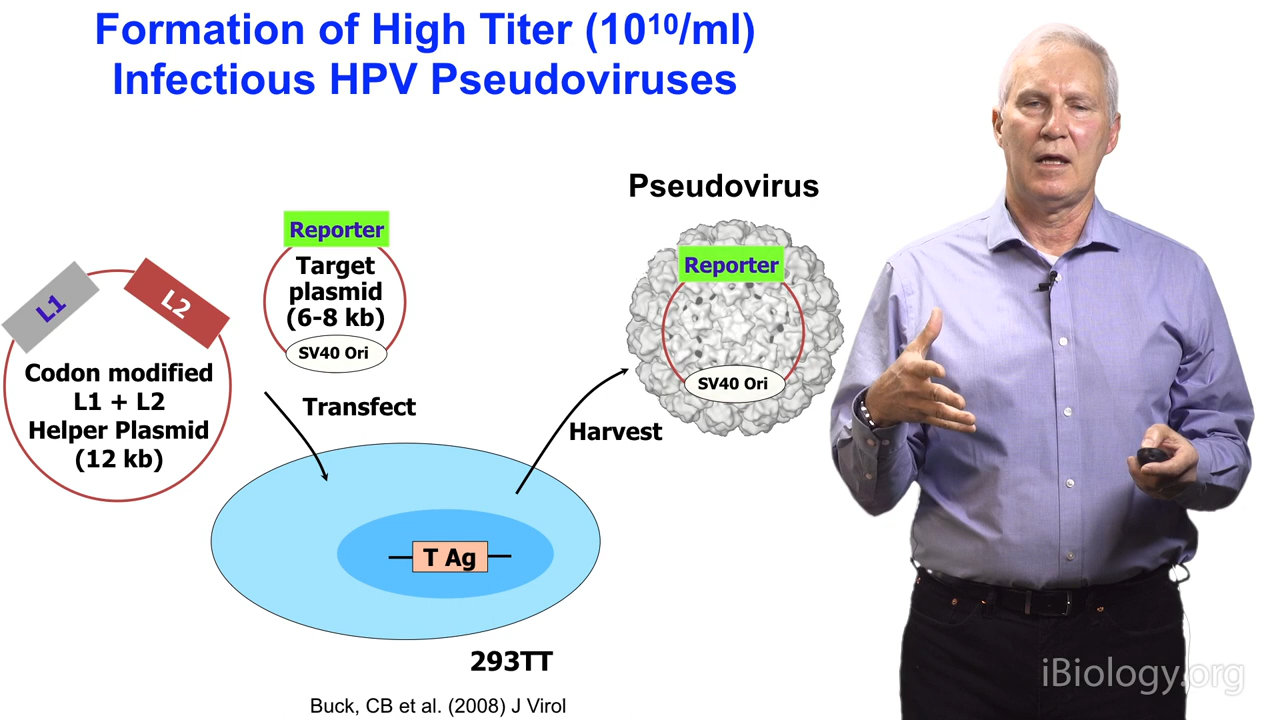 Formation of High Titer (10¹⁰/ml)
Infectious HPV Pseudoviruses
Pseudovirus
Reporter
Target
plasmid
(6-8 kb)
SV40 Ori
L1
L2
Codon modified
L1 + L2
Helper Plasmid
(12 kb)
Transfect
Reporter
SV40 Ori
Harvest
T Ag
293TT
Buck, CB et al. (2008) J Virol
iBiology.org